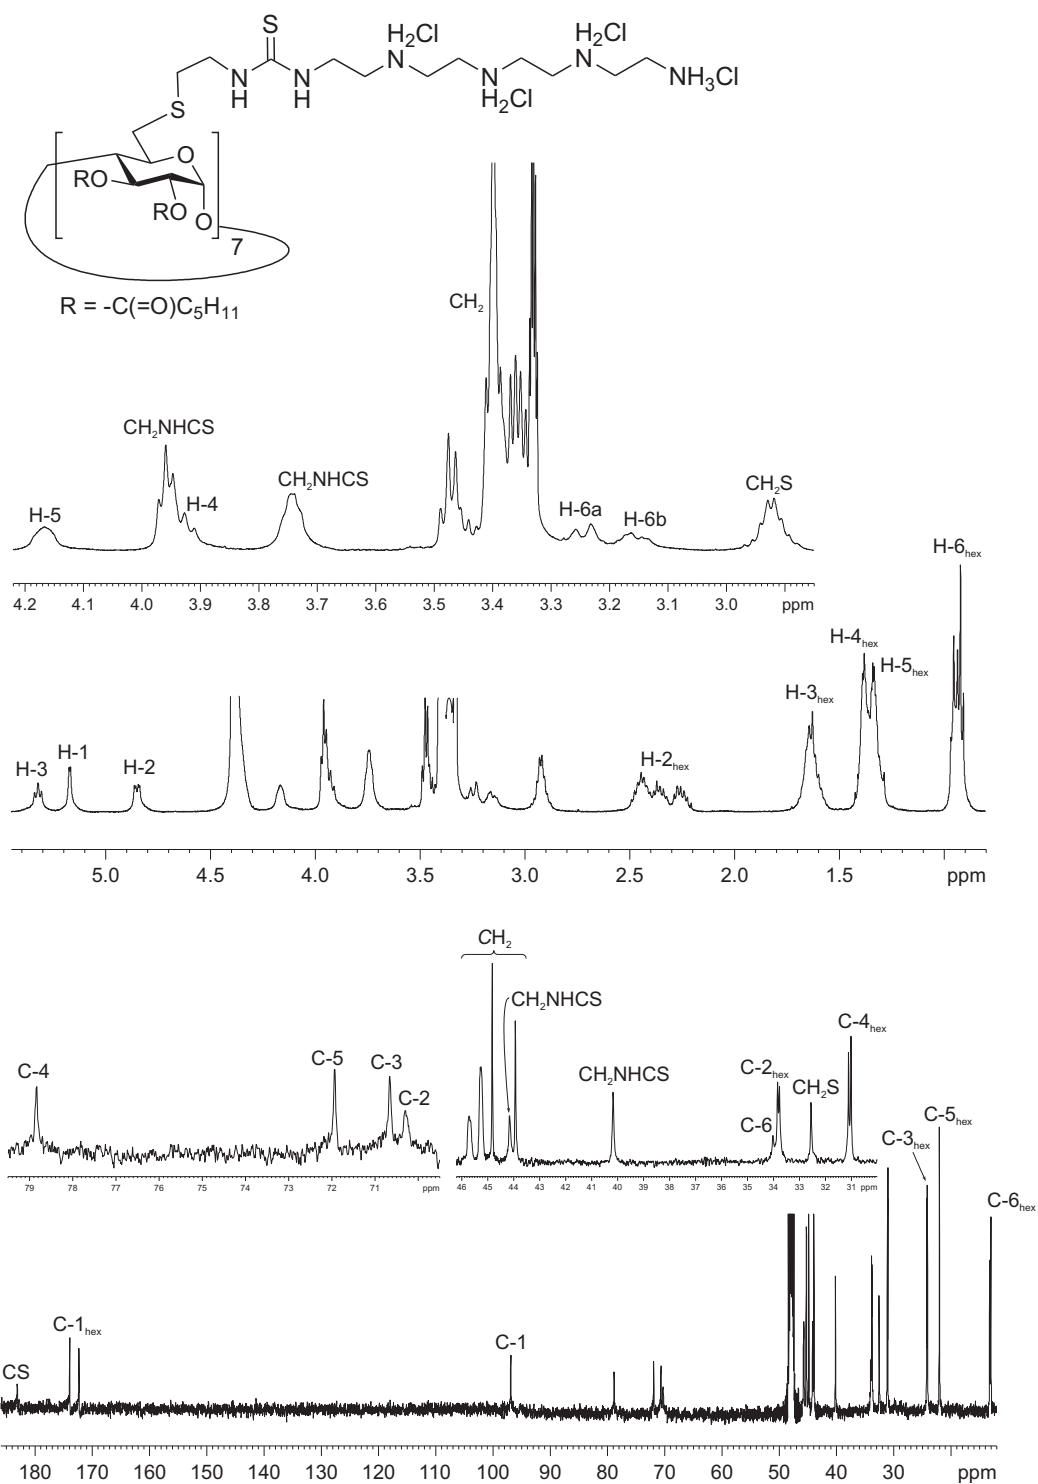 S
H₂Cl
H₂Cl
N
N
N
N
N
NH₃Cl
H
H
H₂Cl
S
O
RO
RO
O
7
R = -C(=O)C₅H₁₁
CH₂
CH₂NHCS
CH₂NHCS
CH₂S
H-5
H-4
H-6a
H-6b
4.2 4.1 4.0 3.9 3.8 3.7 3.6 3.5 3.4 3.3 3.2 3.1 3.0 ppm
H-6hex
H-4hex
H-5hex
H-3hex
H-3
H-1
H-2
H-2hex
5.0 4.5 4.0 3.5 3.0 2.5 2.0 1.5 ppm
CH₂
CH₂NHCS
C-4hex
C-4
C-5
C-3
C-2
CH₂NHCS
C-2hex
CH₂S
C-6
C-5hex
C-3hex
79 78 77 76 75 74 73 72 71 ppm
46 45 44 43 42 41 40 39 38 37 36 35 34 33 32 31 ppm
C-6hex
C-1hex
CS
C-1
180 170 160 150 140 130 120 110 100 90 80 70 60 50 40 30 ppm